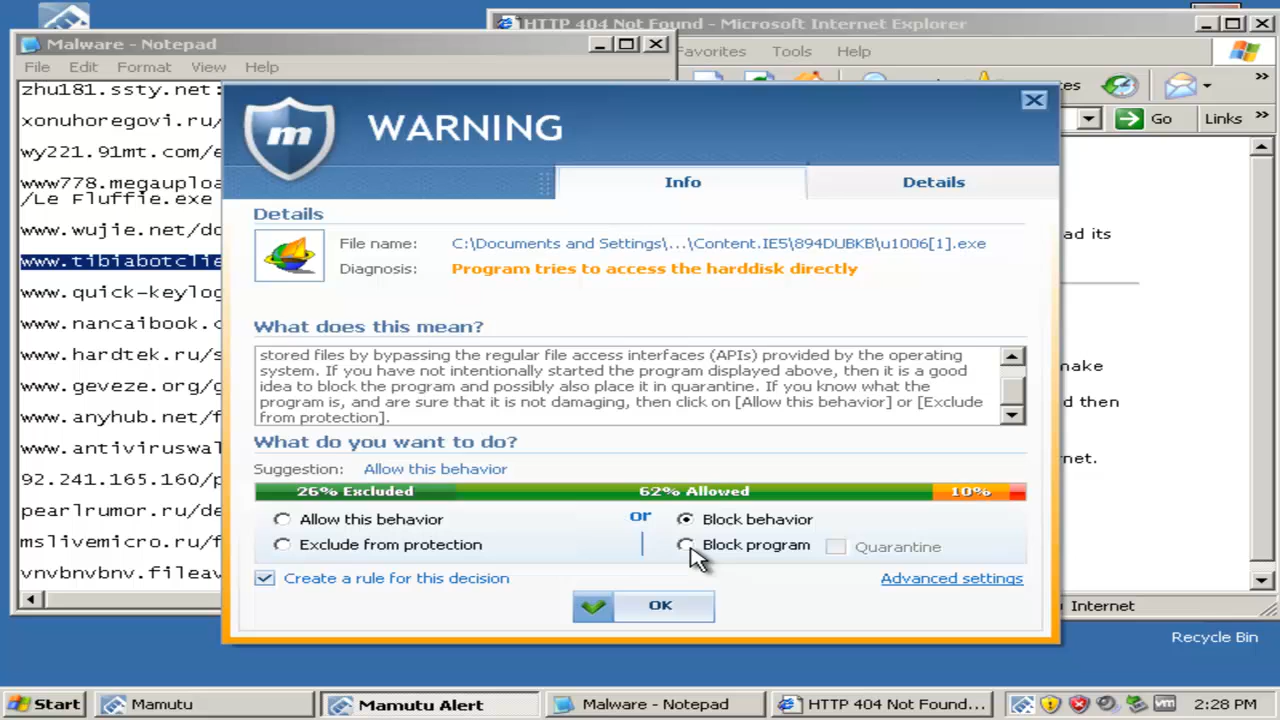 HTTP 404 Not Found - Microsoft Internet Explorer
Malware - Notepad
File Edit Format View Help
Favorites Tools Help
Go Links »
zhu181.ssty.net:
xonuhoregovi.ru/
wy221.91mt.com/e
www778.megauploa
/Le Fluffie.exe
www.wujie.net/do
www.tibiabotclie
www.quick-keylog
www.nancaibook.c
www.hardtek.ru/s
www.geveze.org/g
www.anyhub.net/f
www.antiviruswal
92.241.165.160/p
pearlrumor.ru/de
mslivemicro.ru/f
vnvbnvbnv.fileav
m
WARNING
Info Details
Details
File name: C:\Documents and Settings\...\Content.IE5\894DUBKB\u1006[1].exe
Diagnosis: Program tries to access the harddisk directly
What does this mean?
stored files by bypassing the regular file access interfaces (APIs) provided by the operating
system. If you have not intentionally started the program displayed above, then it is a good
idea to block the program and possibly also place it in quarantine. If you know what the
program is, and are sure that it is not damaging, then click on [Allow this behavior] or [Exclude
from protection].
What do you want to do?
Suggestion: Allow this behavior
26% Excluded 62% Allowed 10%
Allow this behavior or Block behavior
Exclude from protection Block program Quarantine
Create a rule for this decision Advanced settings
OK
ad its
make
d then
net.
Internet
Recycle Bin
Start Mamutu Mamutu Alert Malware - Notepad HTTP 404 Not Found... vm 2:28 PM